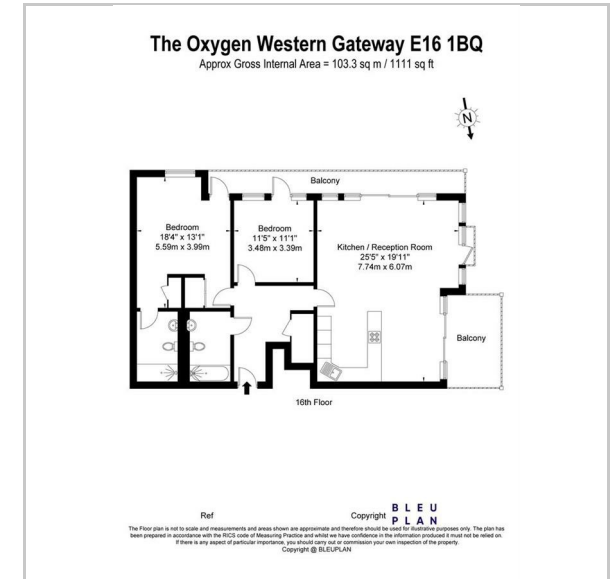 The Oxygen Western Gateway E16 1BQ
Approx Gross Internal Area = 103.3 sq m / 1111 sq ft
N
Balcony
Bedroom
18'4" x 13'1"
5.59m x 3.99m
Bedroom
11'5" x 11'1"
3.48m x 3.39m
Kitchen / Reception Room
25'5" x 19'11"
7.74m x 6.07m
Balcony
16th Floor
Ref
Copyright
BLEU
PLAN
The Floor plan is not to scale and measurements and areas shown are approximate and therefore should be used for illustrative purposes only. The plan has
been prepared in accordance with the RICS code of Measuring Practice and whilst we have confidence in the information produced it must not be relied on.
If there is any aspect of particular importance, you should carry out or commission your own inspection of the property.
Copyright @ BLEUPLAN